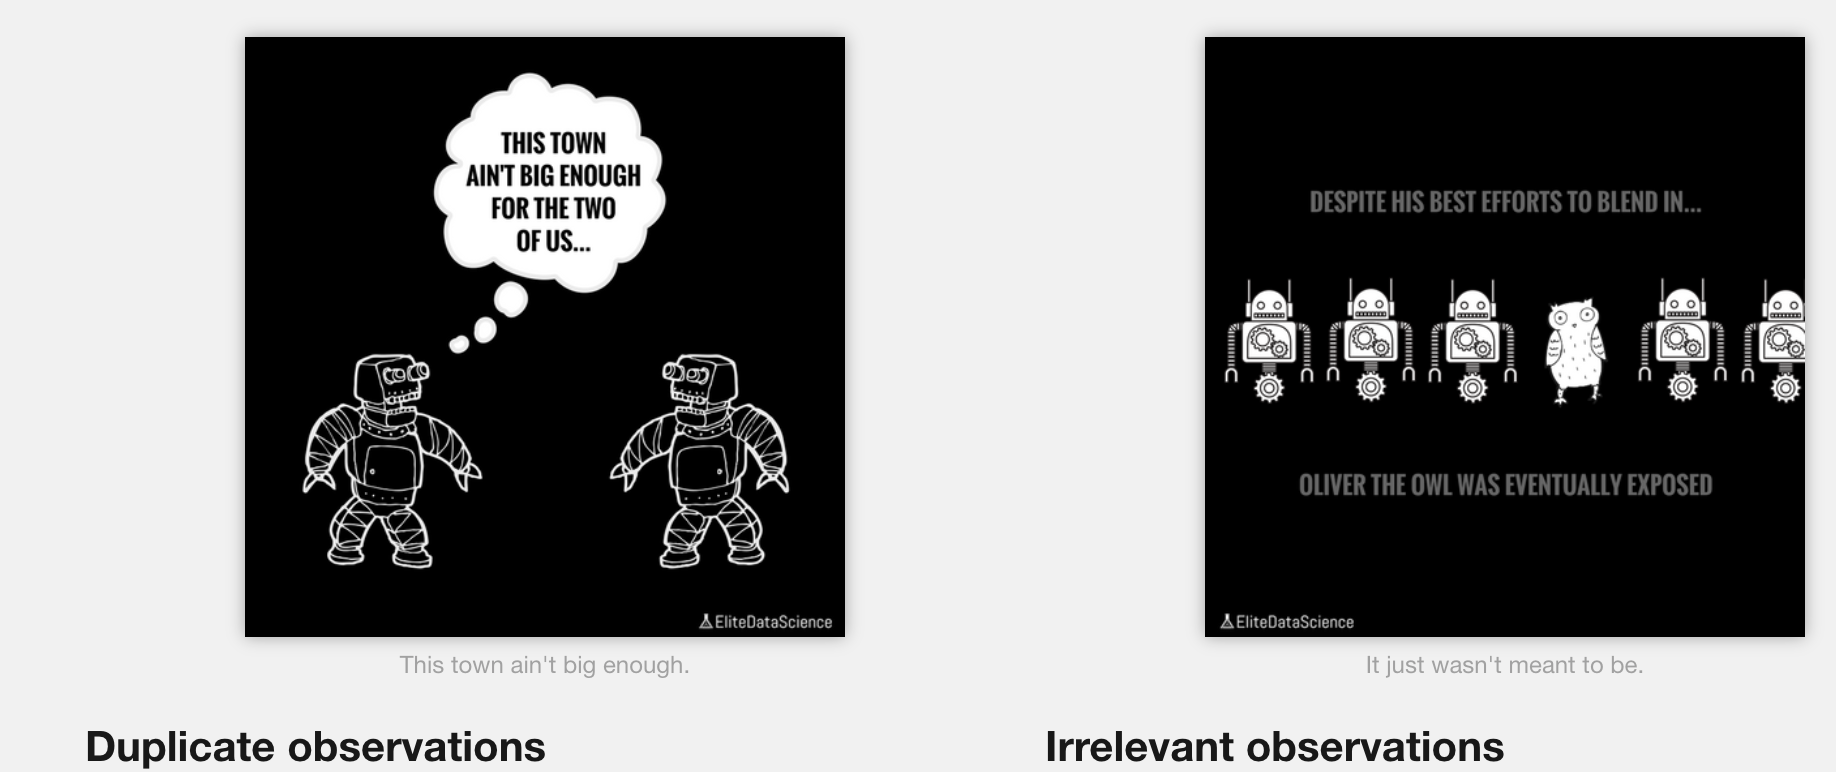 THIS TOWN
AIN'T BIG ENOUGH
FOR THE TWO
OF US...
EliteDataScience
This town ain't big enough.
Duplicate observations
DESPITE HIS BEST EFFORTS TO BLEND IN...
OLIVER THE OWL WAS EVENTUALLY EXPOSED
EliteDataScience
It just wasn't meant to be.
Irrelevant observations